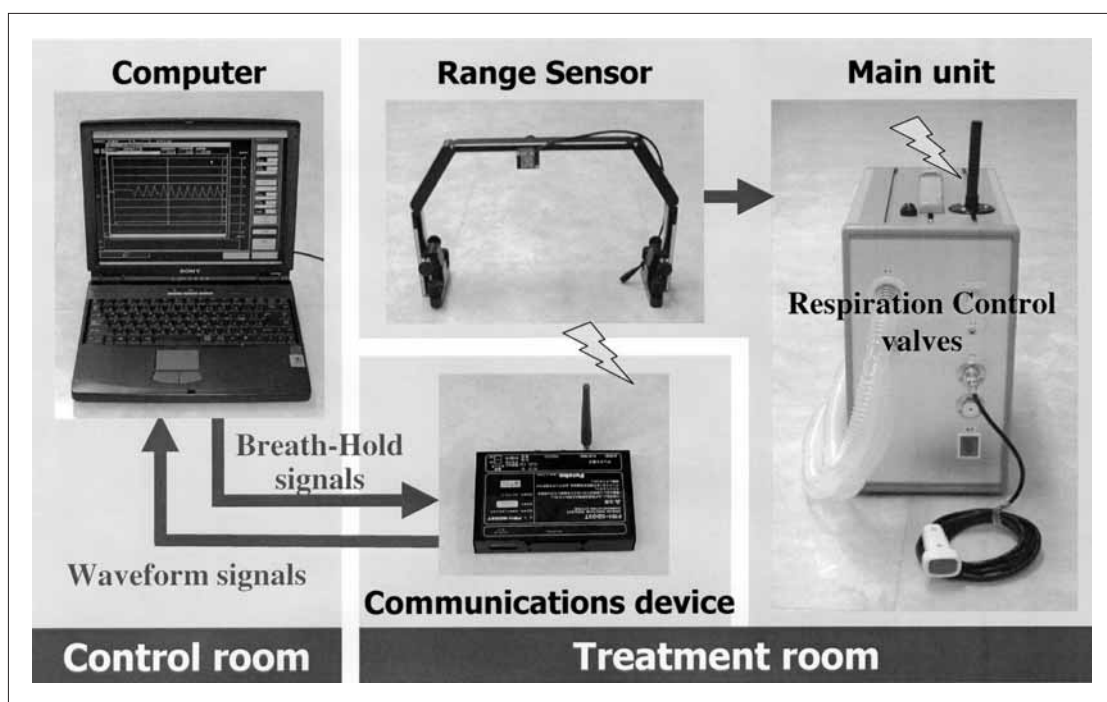 Computer
Range Sensor
Main unit
SONY
Respiration Control
valves
Breath-Hold
signals
Waveform signals
Futaba
Communications device
Control room
Treatment room